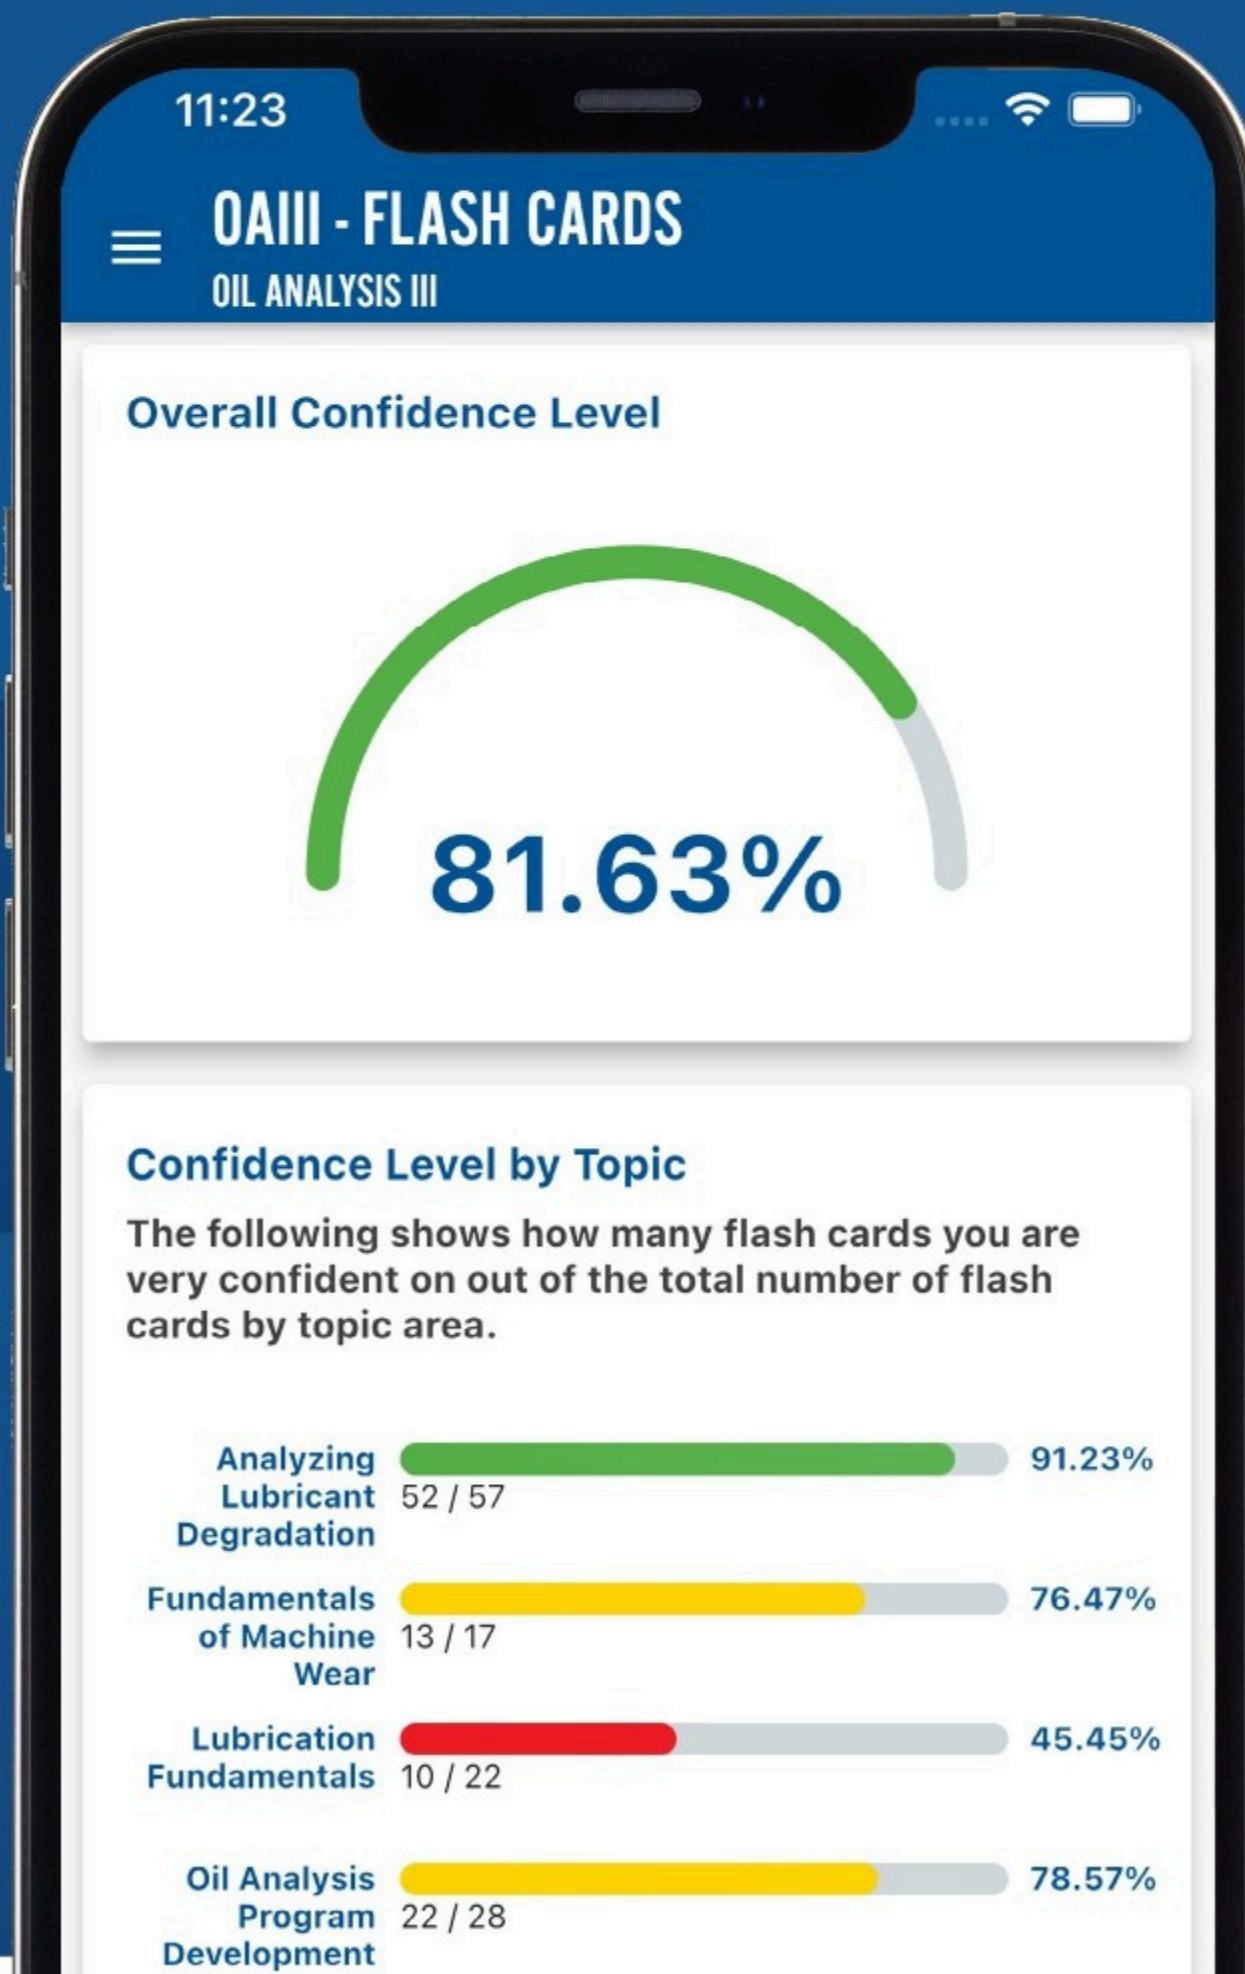 11:23
OAIII - FLASH CARDS
OIL ANALYSIS III
Overall Confidence Level
81.63%
Confidence Level by Topic
The following shows how many flash cards you are
very confident on out of the total number of flash
cards by topic area.
Analyzing
Lubricant
Degradation
52 / 57
91.23%
Fundamentals
of Machine
Wear
13 / 17
76.47%
Lubrication
Fundamentals
10 / 22
45.45%
Oil Analysis
Program
Development
22 / 28
78.57%